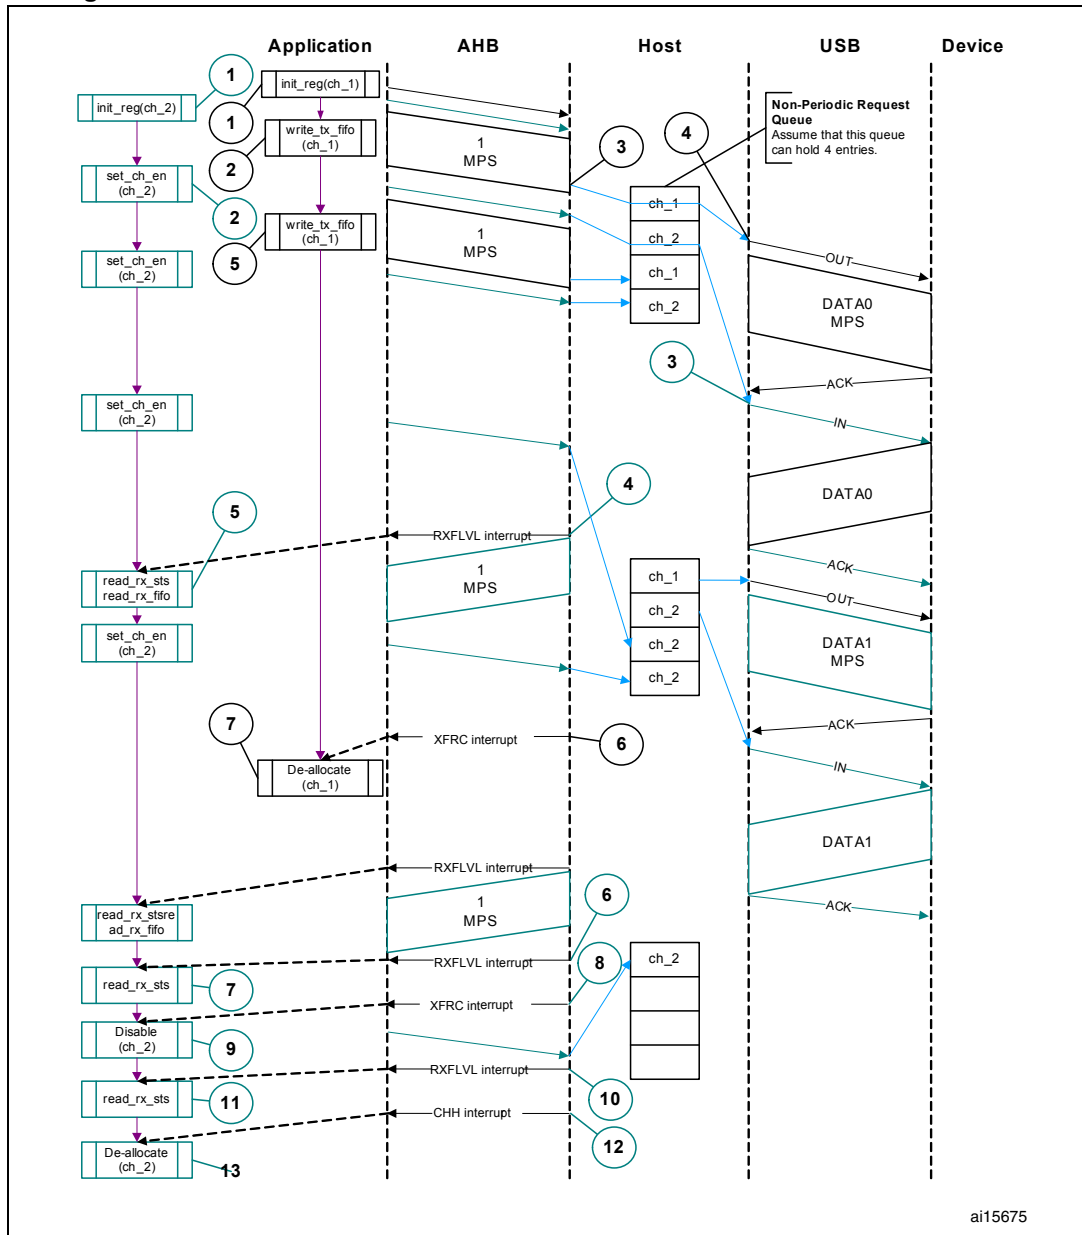 Application
AHB
Host
USB
Device
1
init_reg(ch_1)
init_reg(ch_2)
Non-Periodic Request
Queue
Assume that this queue
can hold 4 entries.
1
write_tx_fifo
(ch_1)
1
MPS
3
4
2
set_ch_en
(ch_2)
ch_1
2
write_tx_fifo
(ch_1)
1
MPS
ch_2
5
set_ch_en
(ch_2)
OUT
ch_1
ch_2
DATA0
MPS
3
ACK
set_ch_en
(ch_2)
IN
4
DATA0
5
RXFLVL interrupt
ACK
read_rx_sts
read_rx_fifo
1
MPS
ch_1
OUT
ch_2
set_ch_en
(ch_2)
ch_2
DATA1
MPS
ch_2
7
XFRC interrupt
6
ACK
De-allocate
(ch_1)
IN
DATA1
RXFLVL interrupt
6
read_rx_stsre
ad_rx_fifo
1
MPS
ACK
RXFLVL interrupt
8
ch_2
read_rx_sts
7
XFRC interrupt
Disable
(ch_2)
9
RXFLVL interrupt
read_rx_sts
11
10
CHH interrupt
De-allocate
(ch_2)
13
12
ai15675